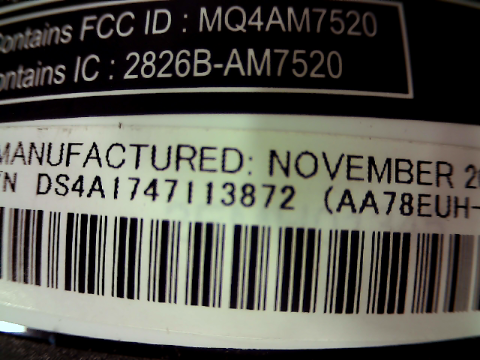 Contains FCC ID : MQ4AM7520
Contains IC : 2826B-AM7520
MANUFACTURED: NOVEMBER
DS4A1747113872 (AA78EUH-